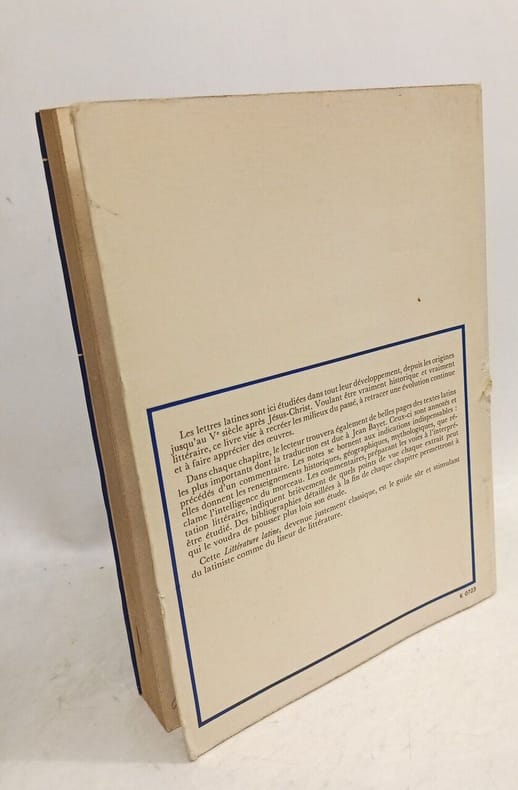 Les lettres latines sont ici étudiées dans tout leur développement, depuis les origines
jusqu'au Vᵉ siècle après Jésus-Christ. Voulant être vraiment historique et vraiment
littéraire, ce livre vise à recréer les milieux du passé, à retracer une évolution continue
et à faire apprécier des œuvres.
Dans chaque chapitre, le lecteur trouvera également de belles pages des textes latins
les plus importants dont la traduction est due à Jean Bayet. Ceux-ci sont annotés et
précédés d'un commentaire. Les notes se bornent aux indications indispensables :
elles donnent les renseignements historiques, géographiques, mythologiques, que ré-
clame l'intelligence du morceau. Les commentaires, préparant les voies à l'interpré-
tation littéraire, indiquent brièvement de quels points de vue chaque extrait peut
être étudié. Des bibliographies détaillées à la fin de chaque chapitre permettront à
qui le voudra de pousser plus loin son étude.
Cette Littérature latine, devenue justement classique, est le guide sûr et stimulant
du latiniste comme du liseur de littérature.
K 0723